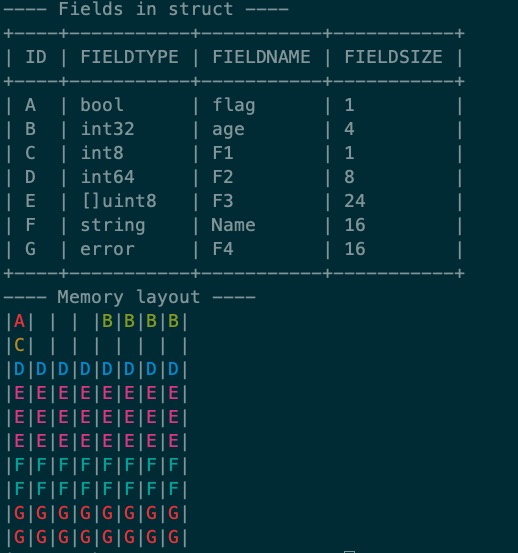 ---- Fields in struct ----
+----+-----------+-----------+-----------+
| ID | FIELDTYPE | FIELDNAME | FIELDSIZE |
+----+-----------+-----------+-----------+
| A  | bool      | flag      | 1         |
| B  | int32     | age       | 4         |
| C  | int8      | F1        | 1         |
| D  | int64     | F2        | 8         |
| E  | []uint8   | F3        | 24        |
| F  | string    | Name      | 16        |
| G  | error     | F4        | 16        |
+----+-----------+-----------+-----------+
---- Memory layout ----
|A| | | |B|B|B|B|
|C| | | | | | | |
|D|D|D|D|D|D|D|D|
|E|E|E|E|E|E|E|E|
|E|E|E|E|E|E|E|E|
|E|E|E|E|E|E|E|E|
|F|F|F|F|F|F|F|F|
|F|F|F|F|F|F|F|F|
|G|G|G|G|G|G|G|G|
|G|G|G|G|G|G|G|G|